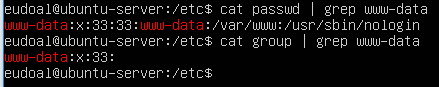 eudoal@ubuntu-server:/etc$ cat passwd | grep www-data
www-data:x:33:33:www-data:/var/www:/usr/sbin/nologin
eudoal@ubuntu-server:/etc$ cat group | grep www-data
www-data:x:33:
eudoal@ubuntu-server:/etc$